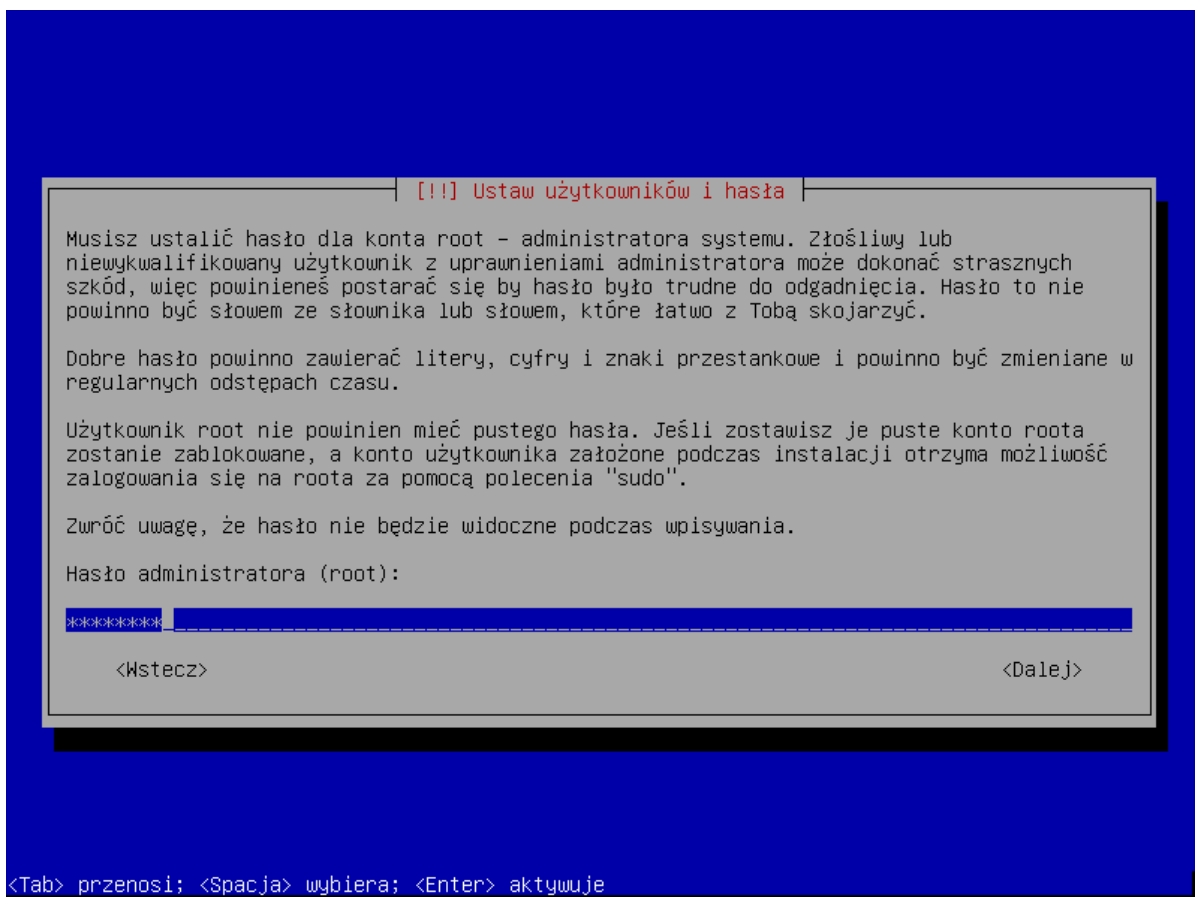 [!!] Ustaw użytkowników i hasła
Musisz ustalić hasło dla konta root – administratora systemu. Złośliwy lub
niewykwalifikowany użytkownik z uprawnieniami administratora może dokonać strasznych
szkód, więc powinieneś postarać się by hasło było trudne do odgadnięcia. Hasło to nie
powinno być słowem ze słownika lub słowem, które łatwo z Tobą skojarzyć.
Dobre hasło powinno zawierać litery, cyfry i znaki przestankowe i powinno być zmieniane w
regularnych odstępach czasu.
Użytkownik root nie powinien mieć pustego hasła. Jeśli zostawisz je puste konto roota
zostanie zablokowane, a konto użytkownika założone podczas instalacji otrzyma możliwość
zalogowania się na roota za pomocą polecenia "sudo".
Zwróć uwagę, że hasło nie będzie widoczne podczas wpisywania.
Hasło administratora (root):
********
<Wstecz> <Dalej>
<Tab> przenosi; <Spacja> wybiera; <Enter> aktywuje